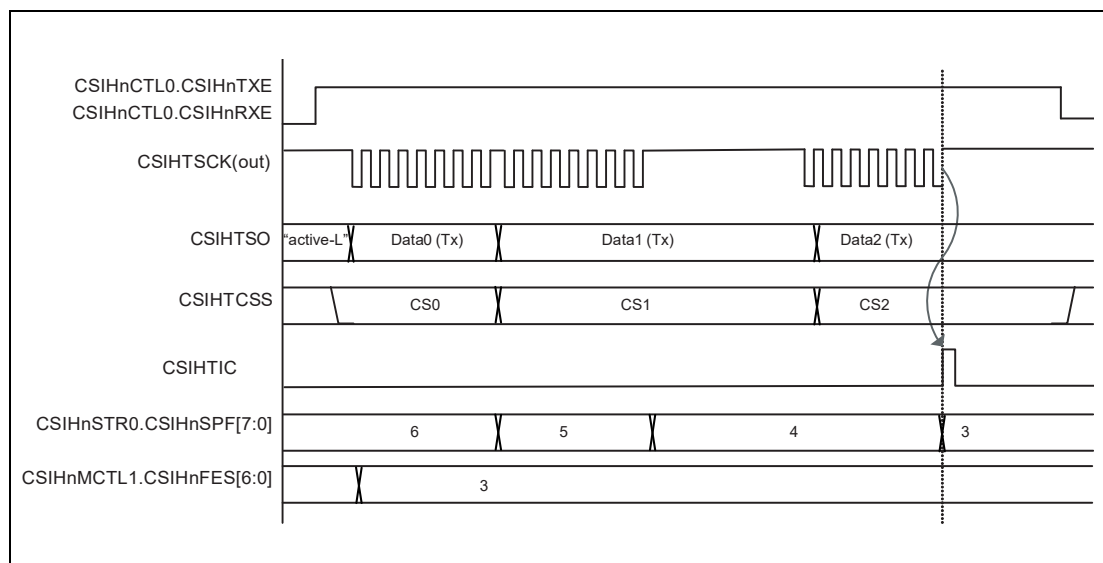 CSIHnCTL0.CSIHnTXE
CSIHnCTL0.CSIHnRXE
CSIHTSCK(out)
CSIHTSO
“active-L” Data0 (Tx) Data1 (Tx) Data2 (Tx)
CSIHTCSS
CS0 CS1 CS2
CSIHTIC
CSIHnSTR0.CSIHnSPF[7:0]
6 5 4 3
CSIHnMCTL1.CSIHnFES[6:0]
3